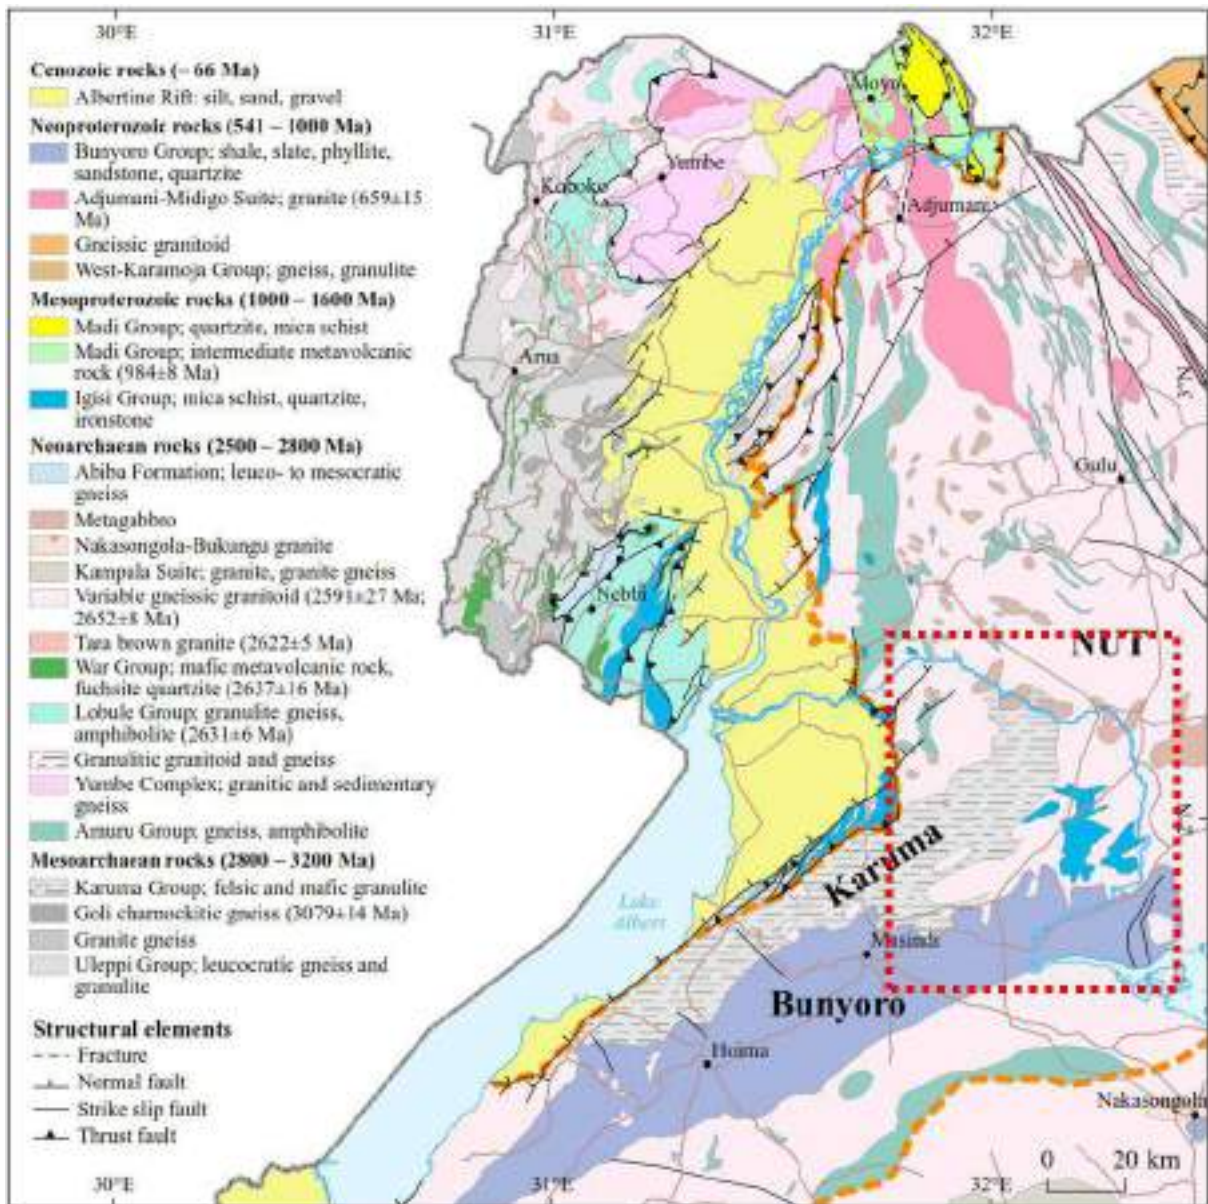 30°E 31°E 32°E
Cenozoic rocks (– 66 Ma)
Albertine Rift: silt, sand, gravel
Neoproterozoic rocks (541 – 1000 Ma)
Bunyoro Group; shale, slate, phyllite,
sandstone, quartzite
Adjumani-Midigo Suite; granite (659±15
Ma)
Gneissic granitoid
West-Karamoja Group; gneiss, granulite
Mesoproterozoic rocks (1000 – 1600 Ma)
Madi Group; quartzite, mica schist
Madi Group; intermediate metavolcanic
rock (984±8 Ma)
Igisi Group; mica schist, quartzite,
ironstone
Neoarchaean rocks (2500 – 2800 Ma)
Abiba Formation; leuco- to mesocratic
gneiss
Metagabbro
Nakasongola-Bukungu granite
Kampala Suite; granite, granite gneiss
Variable gneissic granitoid (2591±27 Ma;
2652±8 Ma)
Tara brown granite (2622±5 Ma)
War Group; mafic metavolcanic rock,
fuchsite quartzite (2637±16 Ma)
Lobule Group; granulite gneiss,
amphibolite (2631±6 Ma)
Granulitic granitoid and gneiss
Yumbe Complex; granitic and sedimentary
gneiss
Amuru Group; gneiss, amphibolite
Mesoarchaean rocks (2800 – 3200 Ma)
Karuma Group; felsic and mafic granulite
Goli charnockitic gneiss (3079±14 Ma)
Granite gneiss
Uleppi Group; leucocratic gneiss and
granulite
Structural elements
Fracture
Normal fault
Strike slip fault
Thrust fault
Moyo
Yumbe
Koboko
Adjumani
Arua
3°N
Gulu
Nebbi
NUT
Karuma
Lake
Albert
Masindi
Bunyoro
Hoima
Nakasongola
0 20 km
30°E 31°E 32°E